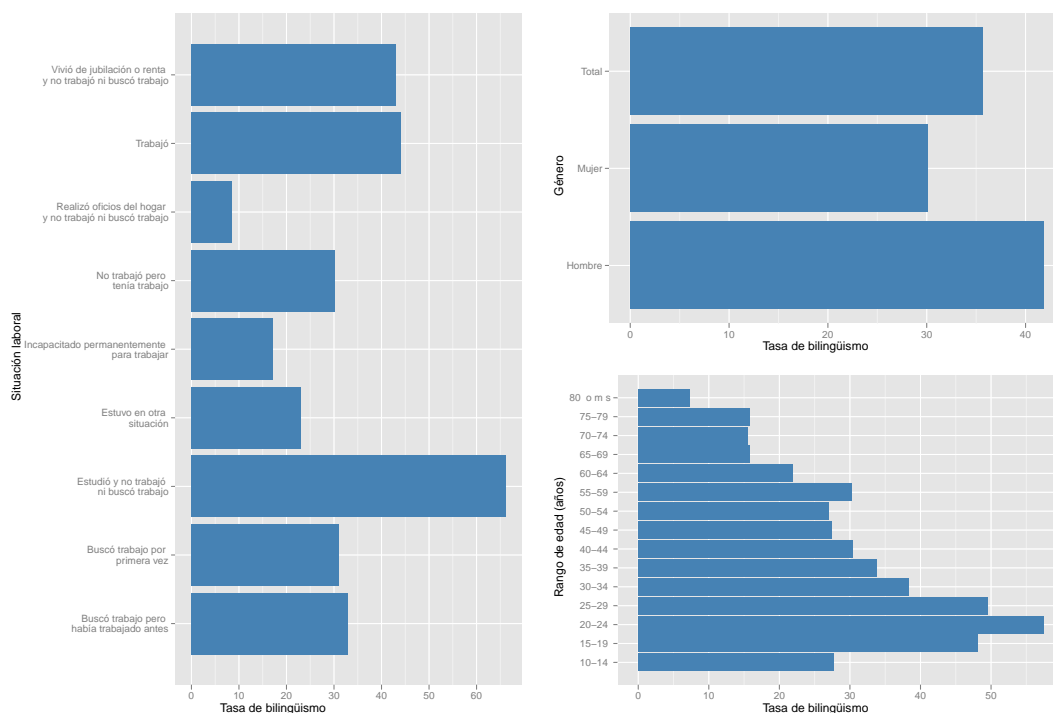 Situación laboral
Vivió de jubilación o renta
y no trabajó ni buscó trabajo
Trabajó
Realizó oficios del hogar
y no trabajó ni buscó trabajo
No trabajó pero
tenía trabajo
Incapacitado permanentemente
para trabajar
Estuvo en otra
situación
Estudió y no trabajó
ni buscó trabajo
Buscó trabajo por
primera vez
Buscó trabajo pero
había trabajado antes
0 10 20 30 40 50 60
Tasa de bilingüismo
Género
Total
Mujer
Hombre
0 10 20 30 40
Tasa de bilingüismo
Rango de edad (años)
80 o m s
75–79
70–74
65–69
60–64
55–59
50–54
45–49
40–44
35–39
30–34
25–29
20–24
15–19
10–14
0 10 20 30 40 50
Tasa de bilingüismo